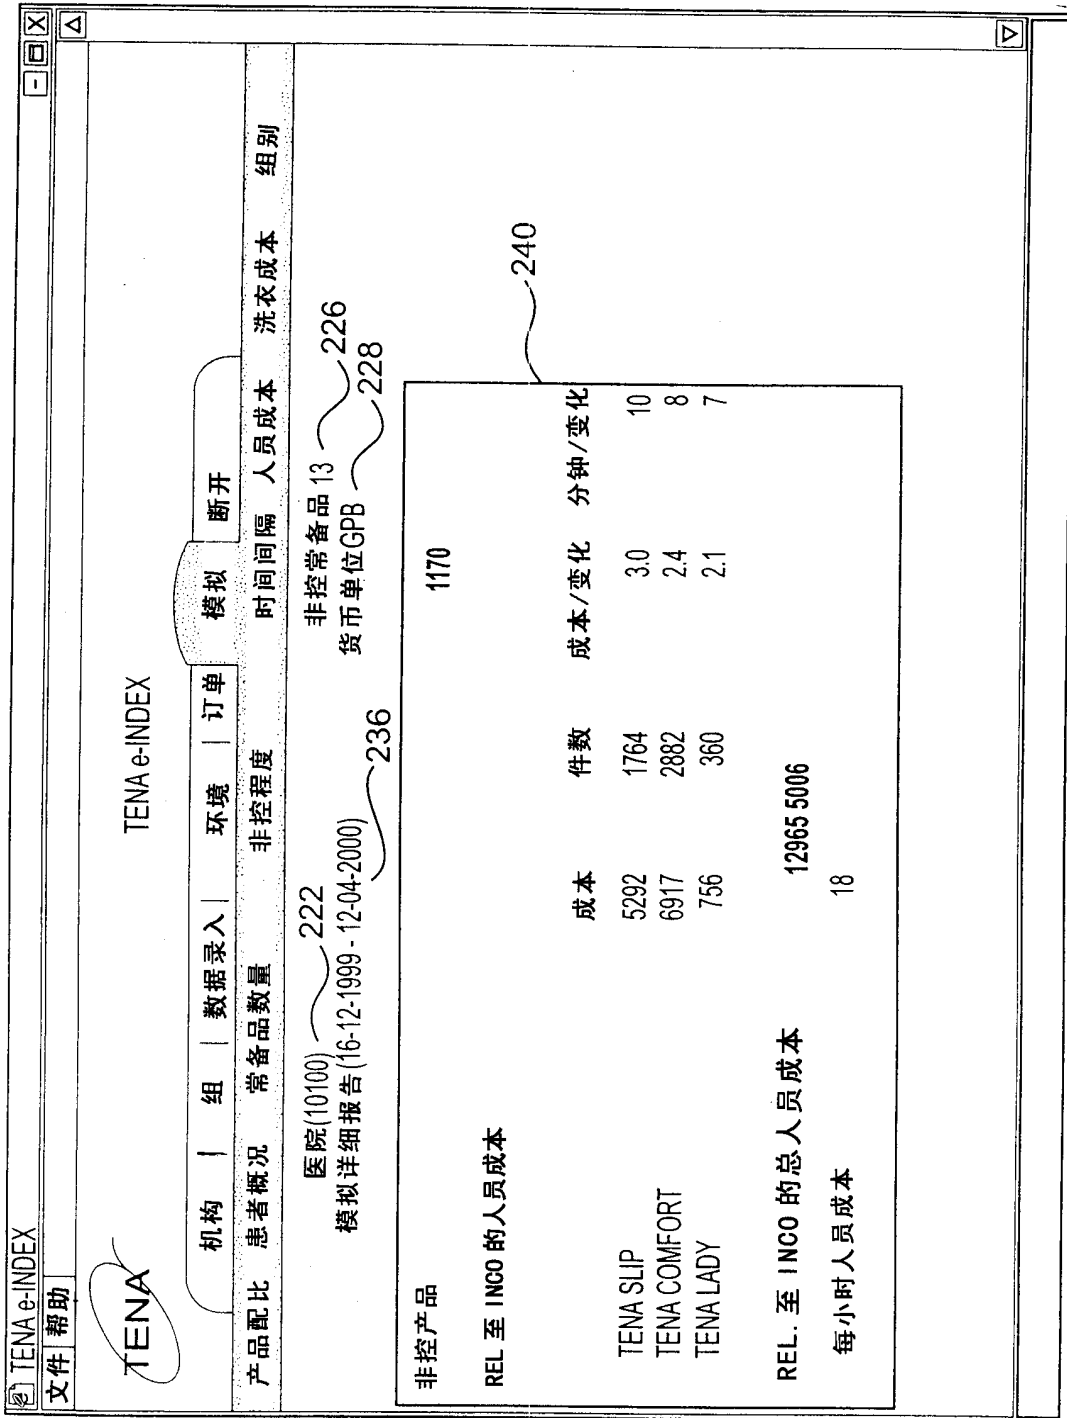 TENA e-INDEX
文件 帮助
TENA
TENA e-INDEX
机构 | 组 | 数据录入 | 环境 | 订单 模拟 断开
产品配比 患者概况 常备品数量 非控程度 时间间隔 人员成本 洗衣成本 组别
医院(10100) 222 非控常备品 13 226
模拟详细报告(16-12-1999 - 12-04-2000) 236 货币单位GPB 228
240
非控产品 1170
REL 至 INCO 的人员成本
成本 件数 成本/变化 分钟/变化
TENA SLIP 5292 1764 3.0 10
TENA COMFORT 6917 2882 2.4 8
TENA LADY 756 360 2.1 7
REL. 至 INCO 的总人员成本 12965 5006
每小时人员成本 18